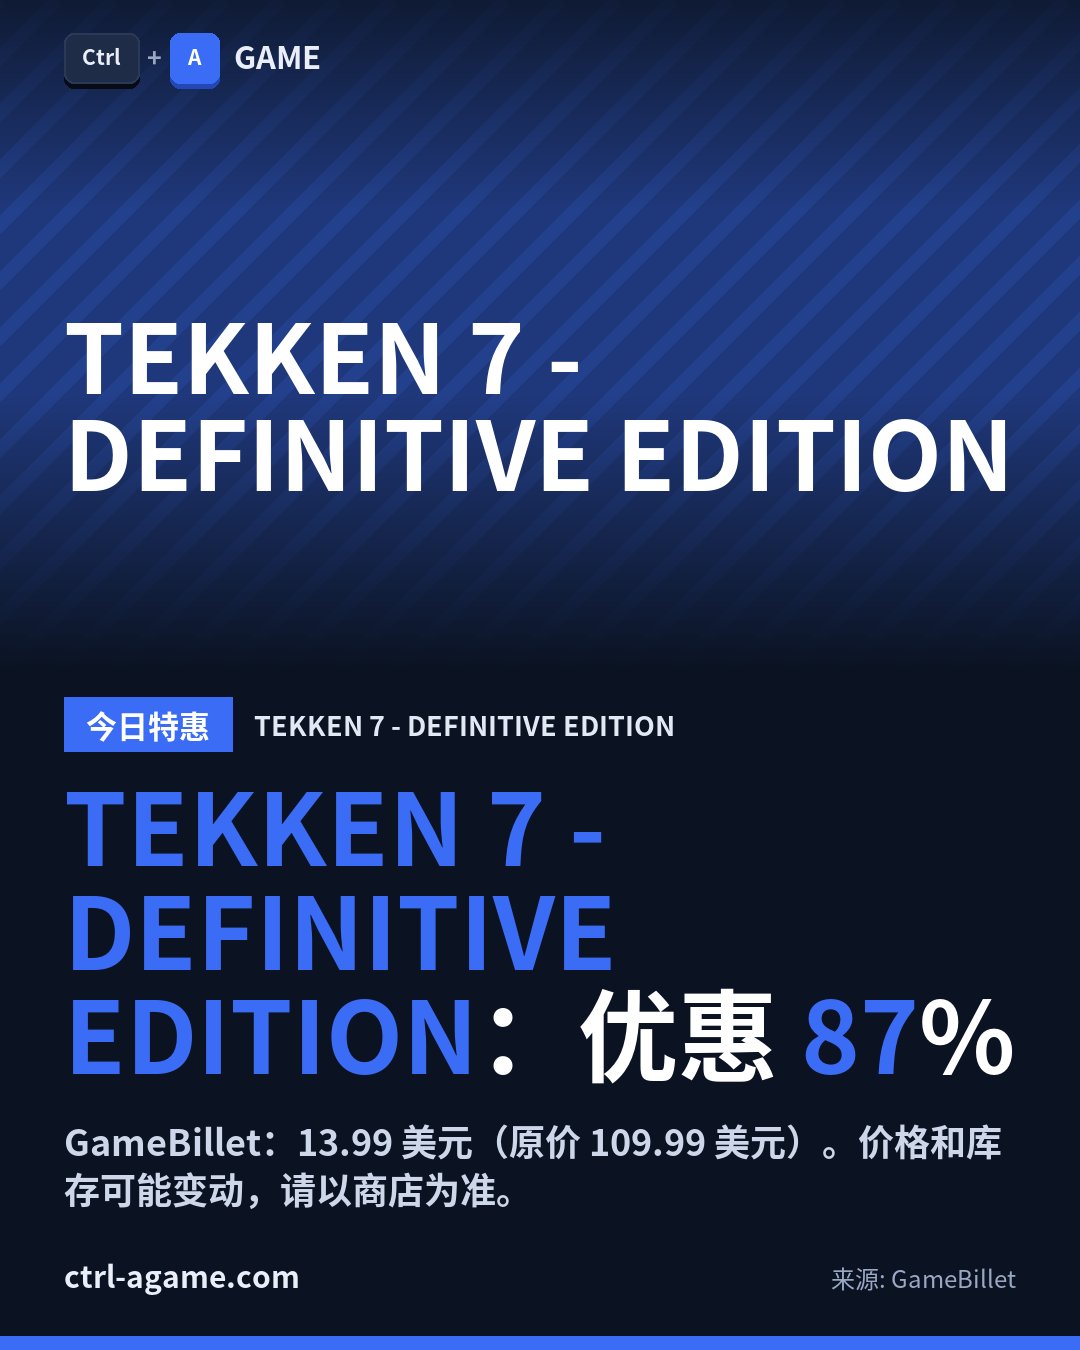 Ctrl + A GAME
TEKKEN 7 -
DEFINITIVE EDITION
今日特惠 TEKKEN 7 - DEFINITIVE EDITION
TEKKEN 7 -
DEFINITIVE
EDITION：优惠 87%
GameBillet：13.99 美元（原价 109.99 美元）。价格和库
存可能变动，请以商店为准。
ctrl-agame.com 来源: GameBillet